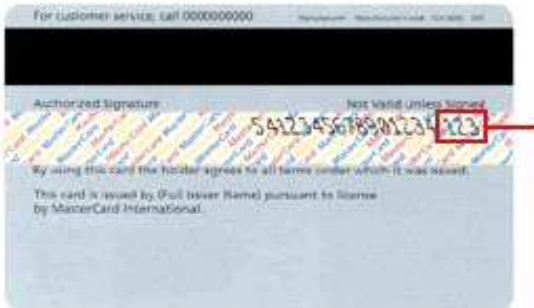 For customer service, call 0000000000
Authorized Signature Not Valid Unless Signed
5412345678901234 123
By using this card the holder agrees to all terms under which it was issued.
This card is issued by (Full Issuer Name) pursuant to license
by MasterCard International.